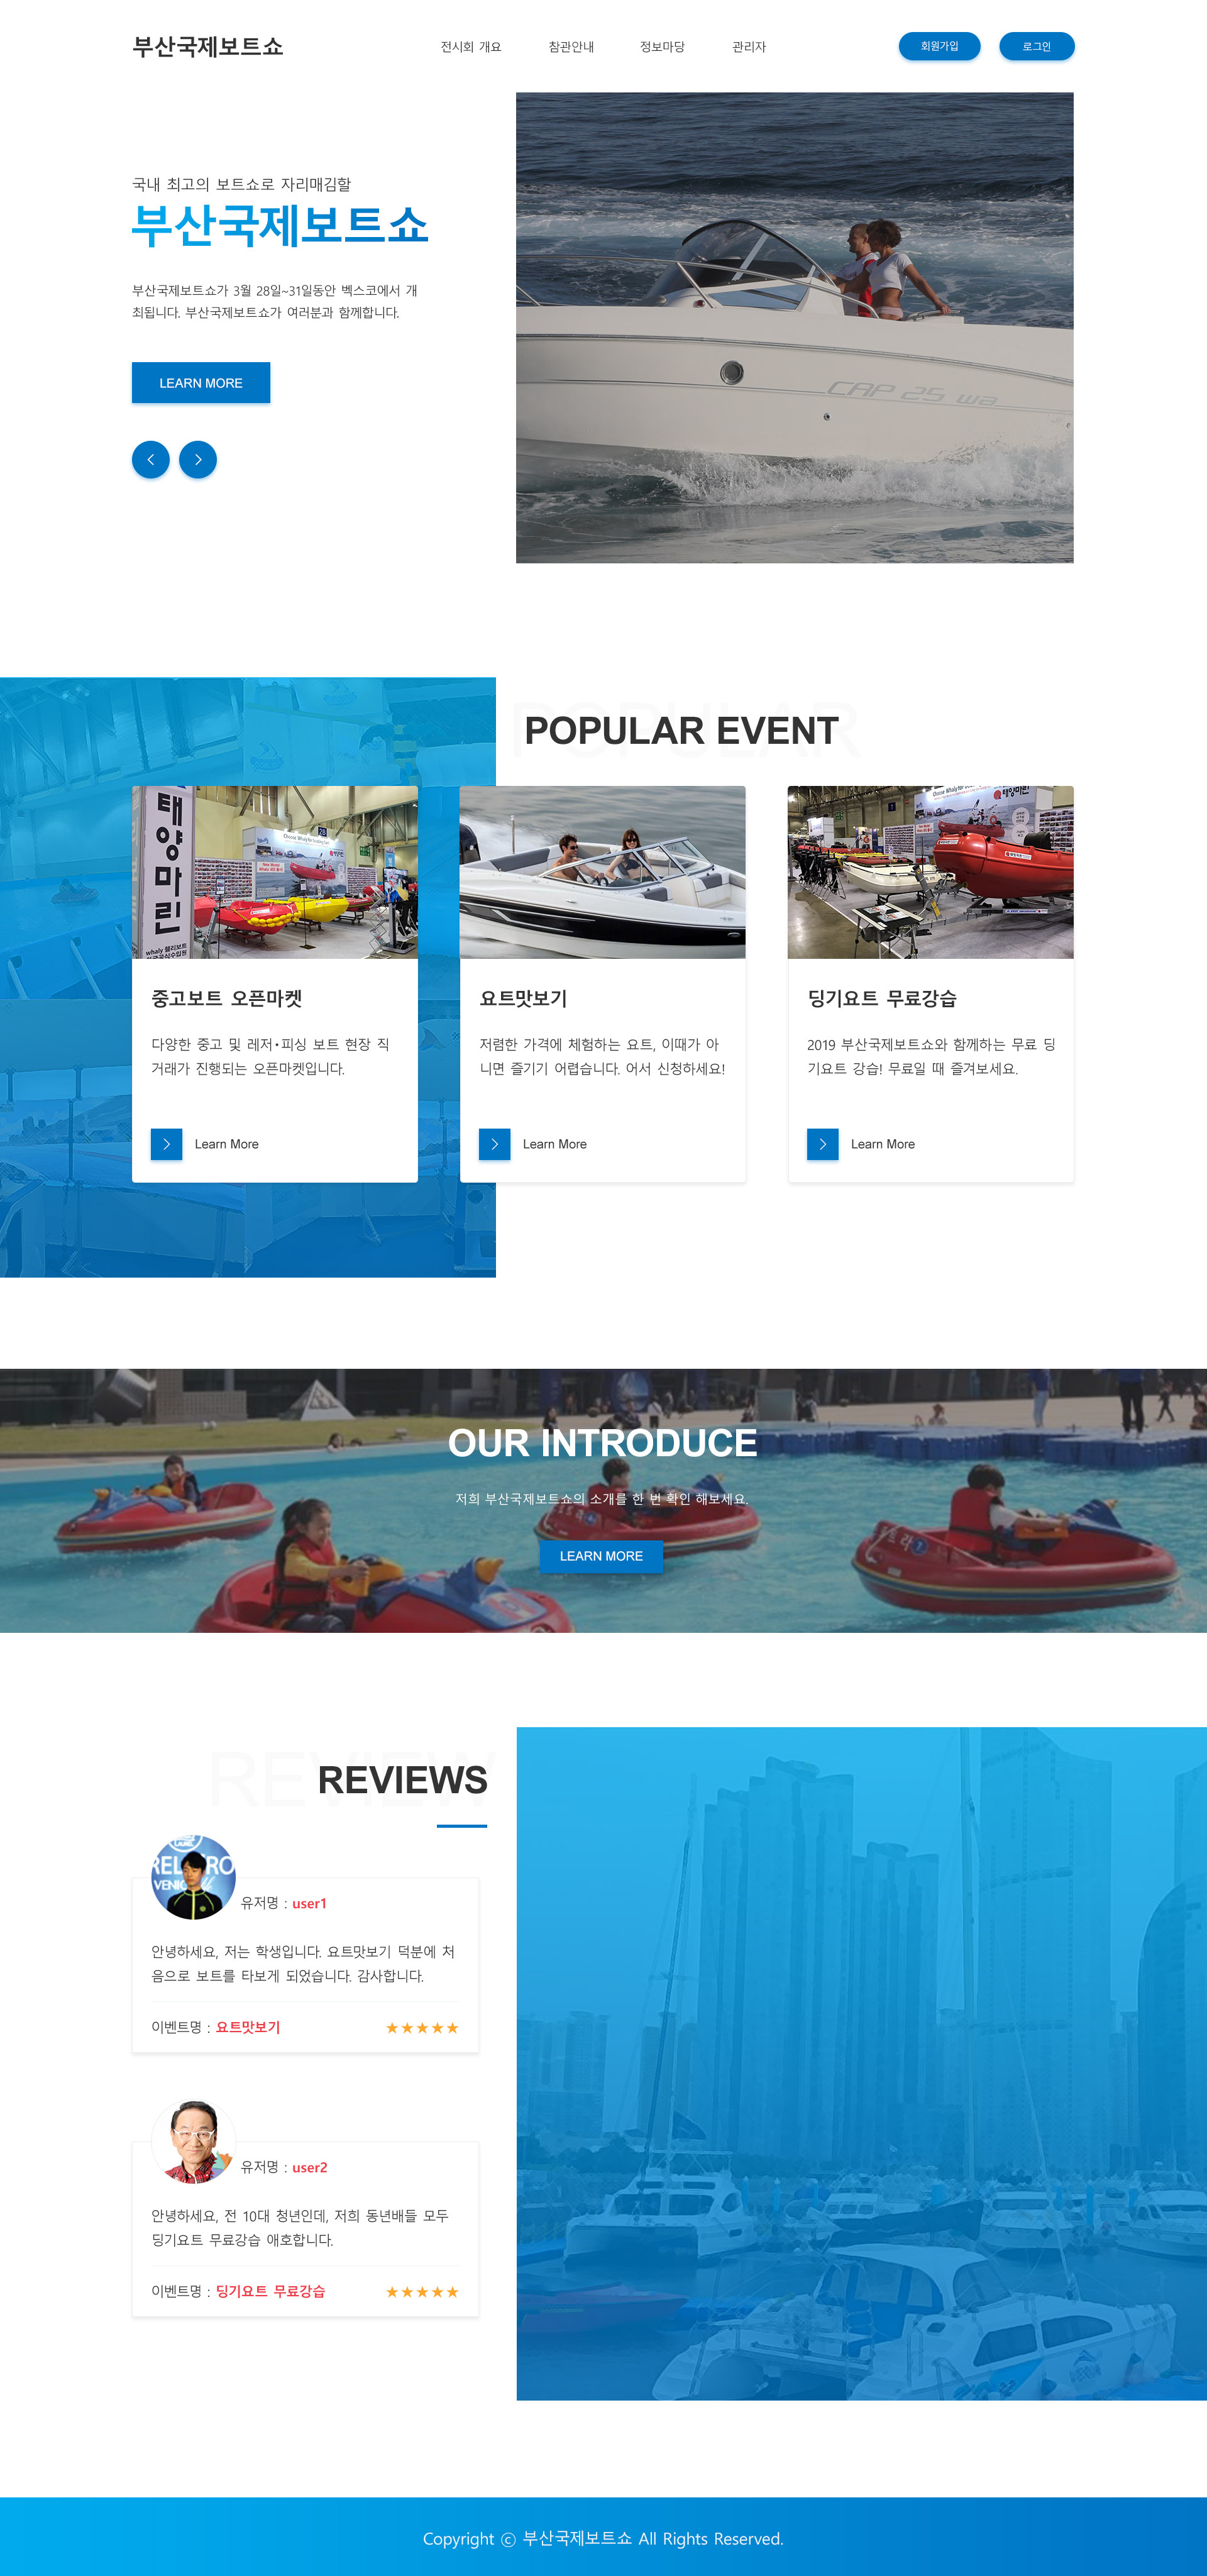 부산국제보트쇼
전시회 개요 참관안내 정보마당 관리자
회원가입 로그인
국내 최고의 보트쇼로 자리매김할
부산국제보트쇼
부산국제보트쇼가 3월 28일~31일동안 벡스코에서 개
최됩니다. 부산국제보트쇼가 여러분과 함께합니다.
LEARN MORE
CAP 25 wa
POPULAR
POPULAR EVENT
태양마린
태양마린
중고보트 오픈마켓
다양한 중고 및 레저·피싱 보트 현장 직
거래가 진행되는 오픈마켓입니다.
Learn More
요트맛보기
저렴한 가격에 체험하는 요트, 이때가 아
니면 즐기기 어렵습니다. 어서 신청하세요!
Learn More
딩기요트 무료강습
2019 부산국제보트쇼와 함께하는 무료 딩
기요트 강습! 무료일 때 즐겨보세요.
Learn More
OUR INTRODUCE
저희 부산국제보트쇼의 소개를 한 번 확인 해보세요.
LEARN MORE
REVIEW
REVIEWS
유저명 : user1
안녕하세요, 저는 학생입니다. 요트맛보기 덕분에 처
음으로 보트를 타보게 되었습니다. 감사합니다.
이벤트명 : 요트맛보기 ★★★★★
유저명 : user2
안녕하세요, 전 10대 청년인데, 저희 동년배들 모두
딩기요트 무료강습 애호합니다.
이벤트명 : 딩기요트 무료강습 ★★★★★
Copyright ⓒ 부산국제보트쇼 All Rights Reserved.